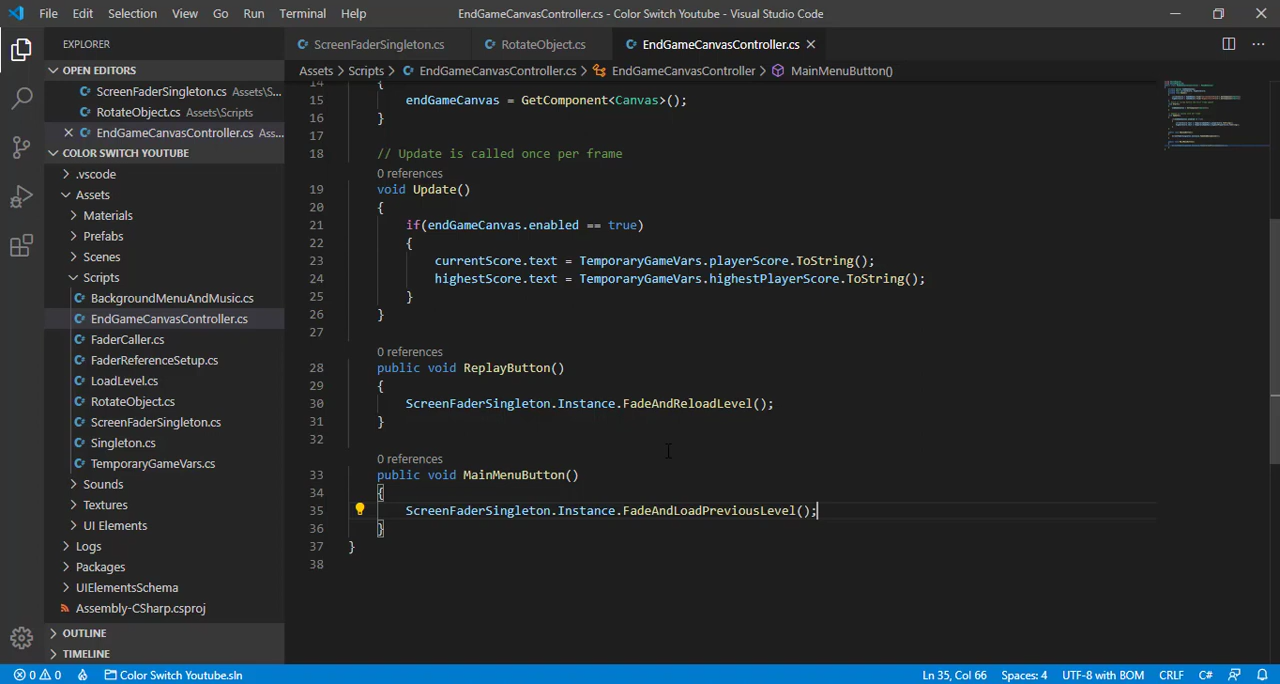 File Edit Selection View Go Run Terminal Help EndGameCanvasController.cs - Color Switch Youtube - Visual Studio Code
EXPLORER
OPEN EDITORS
ScreenFaderSingleton.cs Assets\S...
RotateObject.cs Assets\Scripts
EndGameCanvasController.cs Ass...
COLOR SWITCH YOUTUBE
.vscode
Assets
Materials
Prefabs
Scenes
Scripts
BackgroundMenuAndMusic.cs
EndGameCanvasController.cs
FaderCaller.cs
FaderReferenceSetup.cs
LoadLevel.cs
RotateObject.cs
ScreenFaderSingleton.cs
Singleton.cs
TemporaryGameVars.cs
Sounds
Textures
UI Elements
Logs
Packages
UIElementsSchema
Assembly-CSharp.csproj
OUTLINE
TIMELINE
ScreenFaderSingleton.cs RotateObject.cs EndGameCanvasController.cs
Assets > Scripts > EndGameCanvasController.cs > EndGameCanvasController > MainMenuButton()
14 {
15 endGameCanvas = GetComponent<Canvas>();
16 }
17
18 // Update is called once per frame
0 references
19 void Update()
20 {
21 if(endGameCanvas.enabled == true)
22 {
23 currentScore.text = TemporaryGameVars.playerScore.ToString();
24 highestScore.text = TemporaryGameVars.highestPlayerScore.ToString();
25 }
26 }
27
0 references
28 public void ReplayButton()
29 {
30 ScreenFaderSingleton.Instance.FadeAndReloadLevel();
31 }
32
0 references
33 public void MainMenuButton()
34 {
35 ScreenFaderSingleton.Instance.FadeAndLoadPreviousLevel();
36 }
37 }
38
0 0 Color Switch Youtube.sln Ln 35, Col 66 Spaces: 4 UTF-8 with BOM CRLF C#